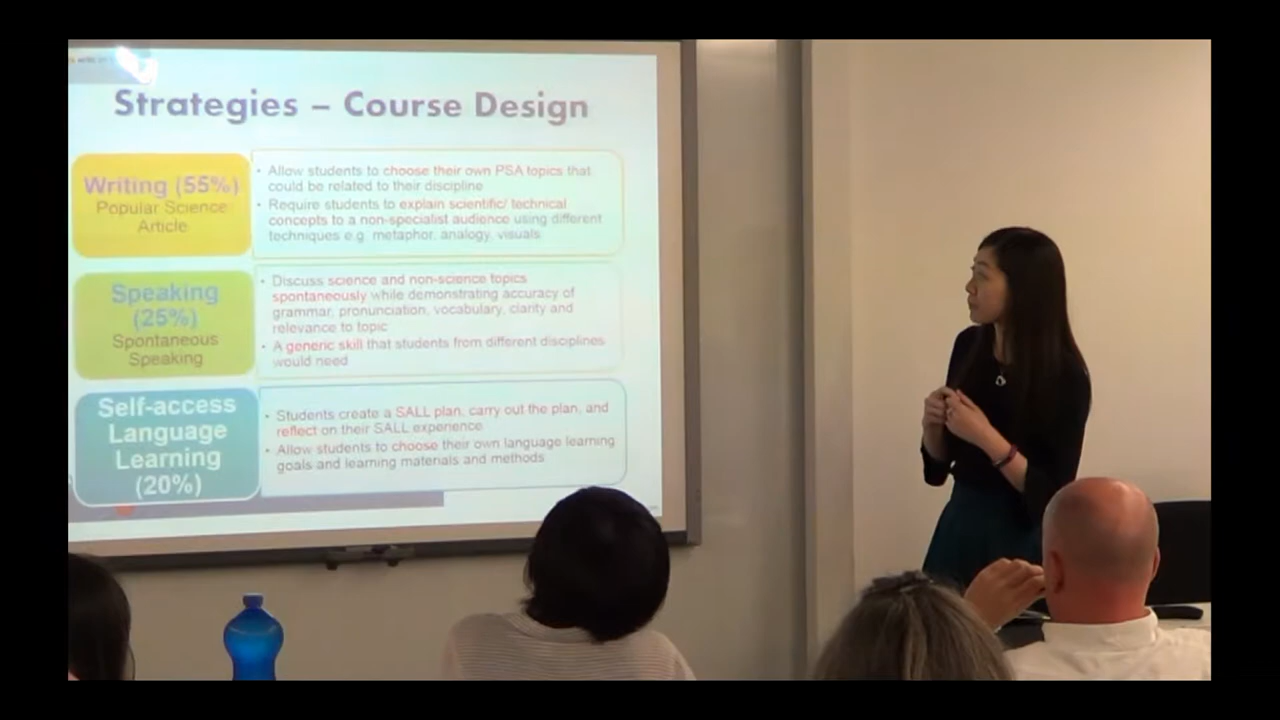 Strategies – Course Design
Writing (55%)
Popular Science
Article
• Allow students to choose their own PSA topics that
could be related to their discipline
• Require students to explain scientific/ technical
concepts to a non-specialist audience using different
techniques e.g. metaphor, analogy, visuals
Speaking
(25%)
Spontaneous
Speaking
• Discuss science and non-science topics
spontaneously while demonstrating accuracy of
grammar, pronunciation, vocabulary, clarity and
relevance to topic
• A generic skill that students from different disciplines
would need
Self-access
Language
Learning
(20%)
• Students create a SALL plan, carry out the plan, and
reflect on their SALL experience
• Allow students to choose their own language learning
goals and learning materials and methods